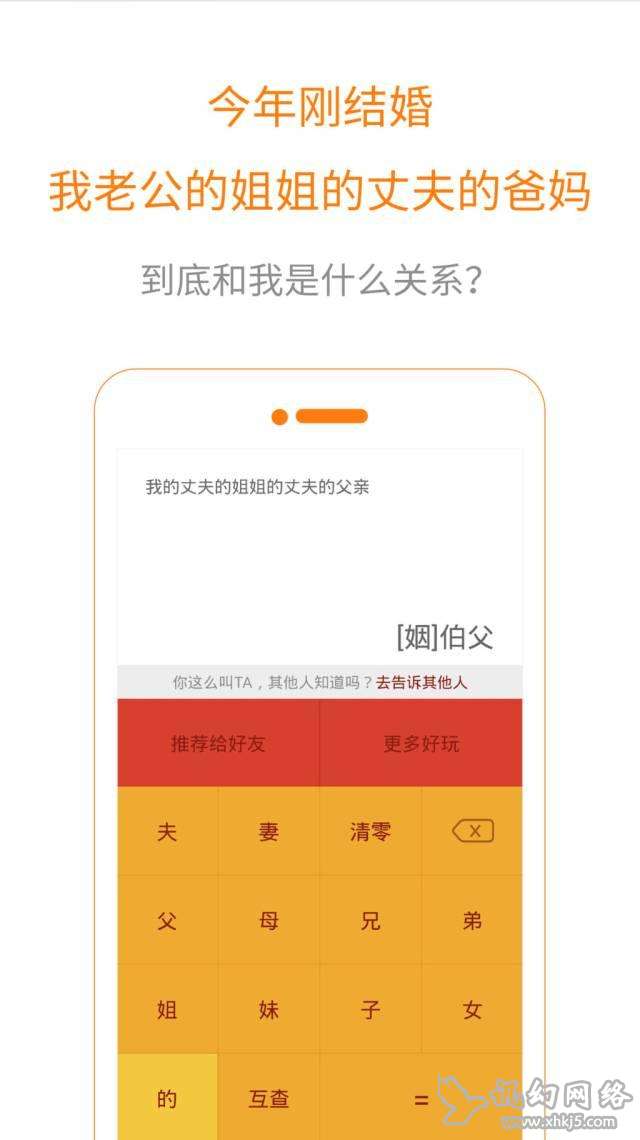 今年刚结婚
我老公的姐姐的丈夫的爸妈
到底和我是什么关系？
我的丈夫的姐姐的丈夫的父亲
[姻]伯父
你这么叫TA，其他人知道吗？去告诉其他人
推荐给好友 更多好玩
夫 妻 清零 X
父 母 兄 弟
姐 妹 子 女
的 互查 =
讯幻网络
www.xhkj5.com